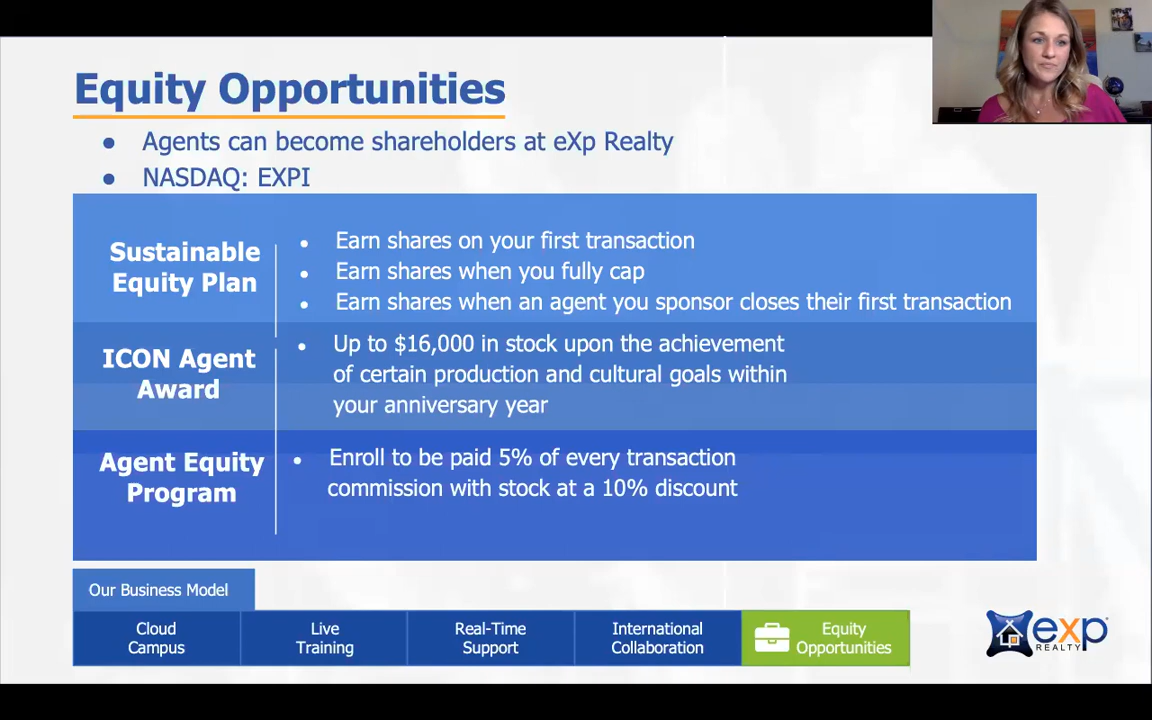 Equity Opportunities
● Agents can become shareholders at eXp Realty
● NASDAQ: EXPI
Sustainable
Equity Plan
• Earn shares on your first transaction
• Earn shares when you fully cap
• Earn shares when an agent you sponsor closes their first transaction
ICON Agent
Award
• Up to $16,000 in stock upon the achievement
of certain production and cultural goals within
your anniversary year
Agent Equity
Program
• Enroll to be paid 5% of every transaction
commission with stock at a 10% discount
Our Business Model
Cloud
Campus
Live
Training
Real-Time
Support
International
Collaboration
Equity
Opportunities
exp
REALTY